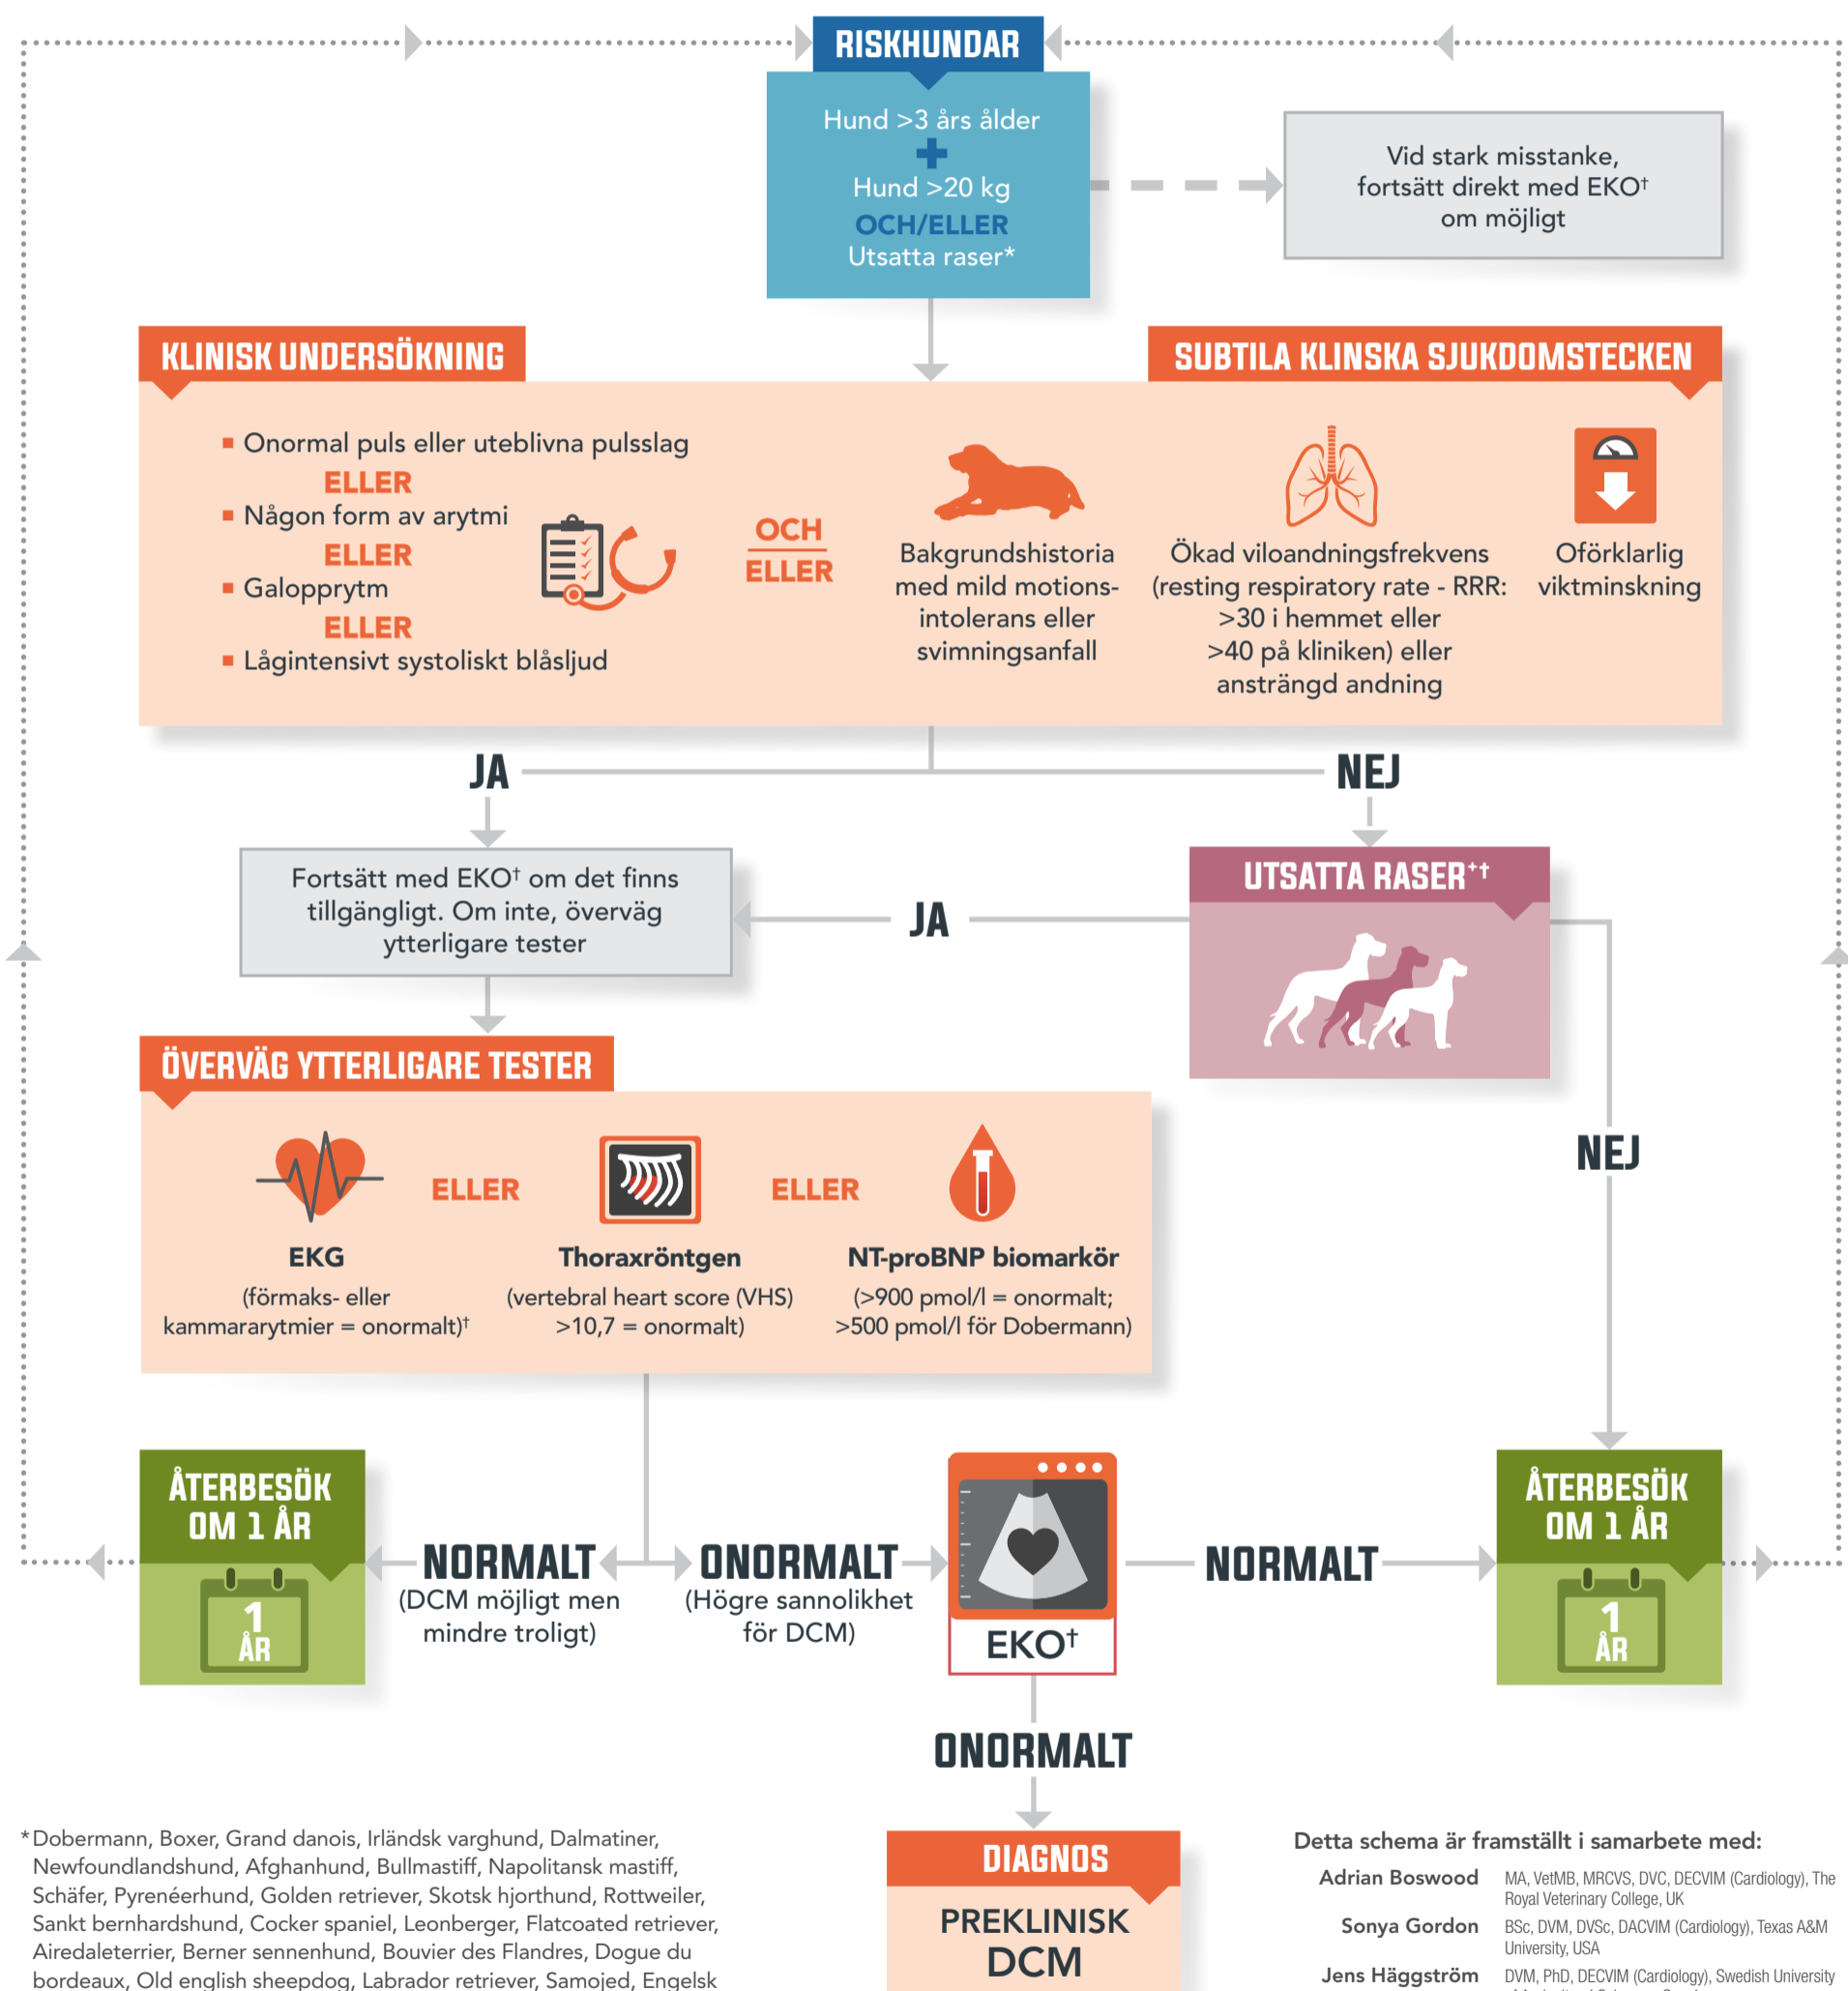 RISKHUNDAR
Hund >3 års ålder
Hund >20 kg
OCH/ELLER
Utsatta raser*
Vid stark misstanke,
fortsätt direkt med EKO†
om möjligt
KLINISK UNDERSÖKNING
SUBTILA KLINSKA SJUKDOMSTECKEN
Onormal puls eller uteblivna pulsslag
ELLER
Någon form av arytmi
ELLER
Galopprytm
ELLER
Lågintensivt systoliskt blåsljud
OCH
ELLER
Bakgrundshistoria
med mild motions-
intolerans eller
svimningsanfall
Ökad viloandningsfrekvens
(resting respiratory rate - RRR:
>30 i hemmet eller
>40 på kliniken) eller
ansträngd andning
Oförklarlig
viktminskning
JA
NEJ
Fortsätt med EKO† om det finns
tillgängligt. Om inte, överväg
ytterligare tester
JA
UTSATTA RASER+†
NEJ
ÖVERVÄG YTTERLIGARE TESTER
ELLER
ELLER
EKG
(förmaks- eller
kammararytmier = onormalt)†
Thoraxröntgen
(vertebral heart score (VHS)
>10,7 = onormalt)
NT-proBNP biomarkör
(>900 pmol/l = onormalt;
>500 pmol/l för Dobermann)
ÅTERBESÖK
OM 1 ÅR
1
ÅR
NORMALT
(DCM möjligt men
mindre troligt)
ONORMALT
(Högre sannolikhet
för DCM)
EKO†
NORMALT
ÅTERBESÖK
OM 1 ÅR
1
ÅR
ONORMALT
DIAGNOS
PREKLINISK
DCM
*Dobermann, Boxer, Grand danois, Irländsk varghund, Dalmatiner,
Newfoundlandshund, Afghanhund, Bullmastiff, Napolitansk mastiff,
Schäfer, Pyrenéerhund, Golden retriever, Skotsk hjorthund, Rottweiler,
Sankt bernhardshund, Cocker spaniel, Leonberger, Flatcoated retriever,
Airedaleterrier, Berner sennenhund, Bouvier des Flandres, Dogue du
bordeaux, Old english sheepdog, Labrador retriever, Samojed, Engelsk
Detta schema är framställt i samarbete med:
Adrian Boswood MA, VetMB, MRCVS, DVC, DECVIM (Cardiology), The
Royal Veterinary College, UK
Sonya Gordon BSc, DVM, DVSc, DACVIM (Cardiology), Texas A&M
University, USA
Jens Häggström DVM, PhD, DECVIM (Cardiology), Swedish University